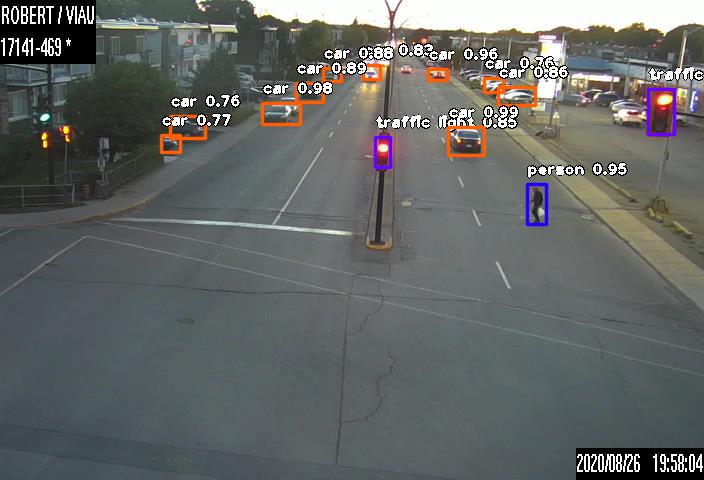 ROBERT / VIAU
17141-469 *
car 0.88
0.83
car 0.96
car 0.89
0.76
car 0.86
traffic
car 0.98
car 0.76
car 0.77
car 0.99
traffic light 0.85
person 0.95
2020/08/26 19:58:04